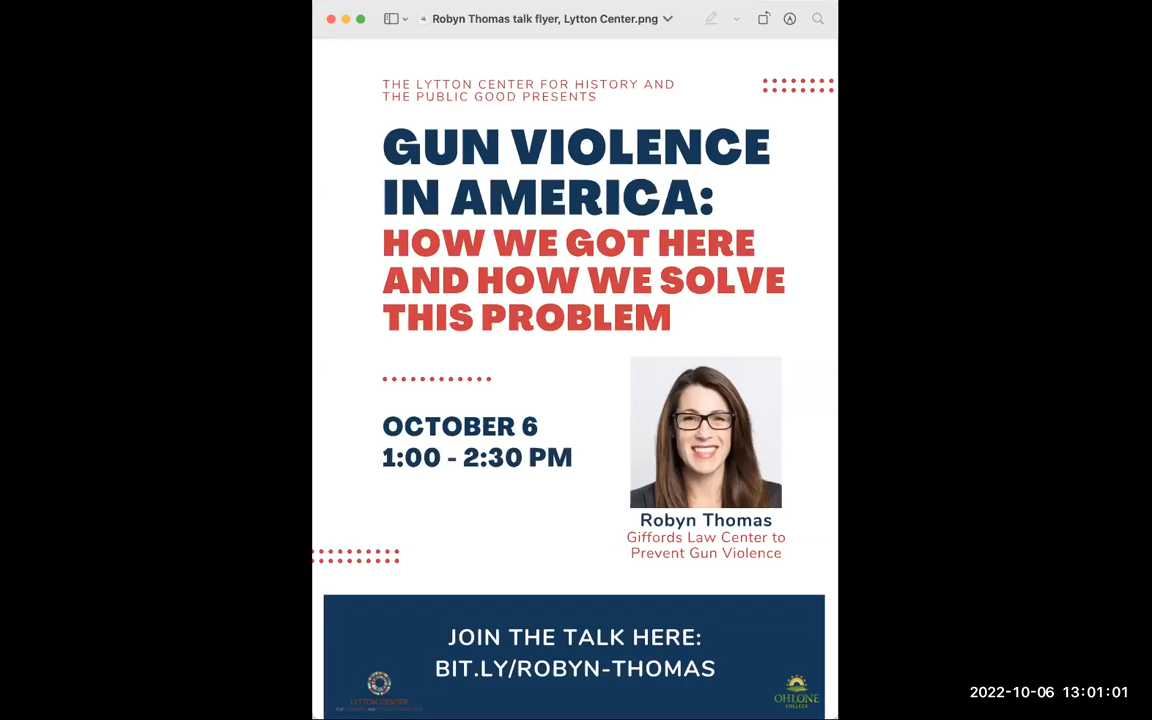 Robyn Thomas talk flyer, Lytton Center.png
THE LYTTON CENTER FOR HISTORY AND
THE PUBLIC GOOD PRESENTS
GUN VIOLENCE
IN AMERICA:
HOW WE GOT HERE
AND HOW WE SOLVE
THIS PROBLEM
OCTOBER 6
1:00 - 2:30 PM
Robyn Thomas
Giffords Law Center to
Prevent Gun Violence
JOIN THE TALK HERE:
BIT.LY/ROBYN-THOMAS
LYTTON CENTER
OHLONE
COLLEGE
2022-10-06 13:01:01